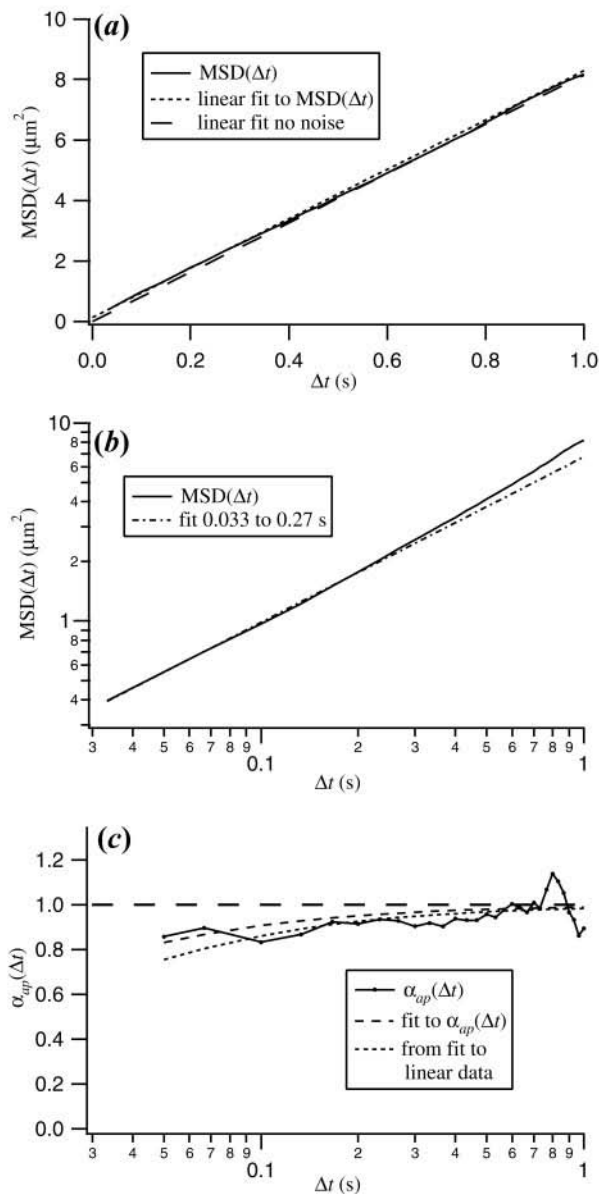 (a)
10
8
6
4
2
0
MSD(Δt) (μm²)
MSD(Δt)
linear fit to MSD(Δt)
linear fit no noise
0.0 0.2 0.4 0.6 0.8 1.0
Δt (s)
(b)
10
8
6
4
2
1
8
6
4
MSD(Δt) (μm²)
MSD(Δt)
fit 0.033 to 0.27 s
3 4 5 6 7 8 9 0.1 2 3 4 5 6 7 8 9 1
Δt (s)
(c)
1.2
1.0
0.8
0.6
0.4
0.2
0.0
αap(Δt)
αap(Δt)
fit to αap(Δt)
from fit to
linear data
3 4 5 6 7 8 9 0.1 2 3 4 5 6 7 8 9 1
Δt (s)